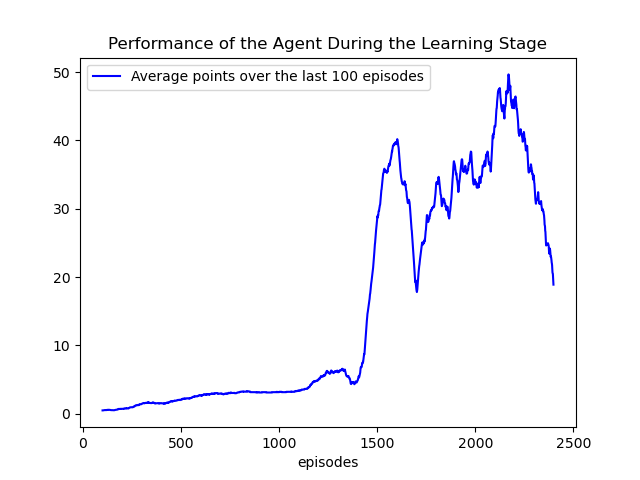 Performance of the Agent During the Learning Stage
Average points over the last 100 episodes
50
40
30
20
10
0
0 500 1000 1500 2000 2500
episodes